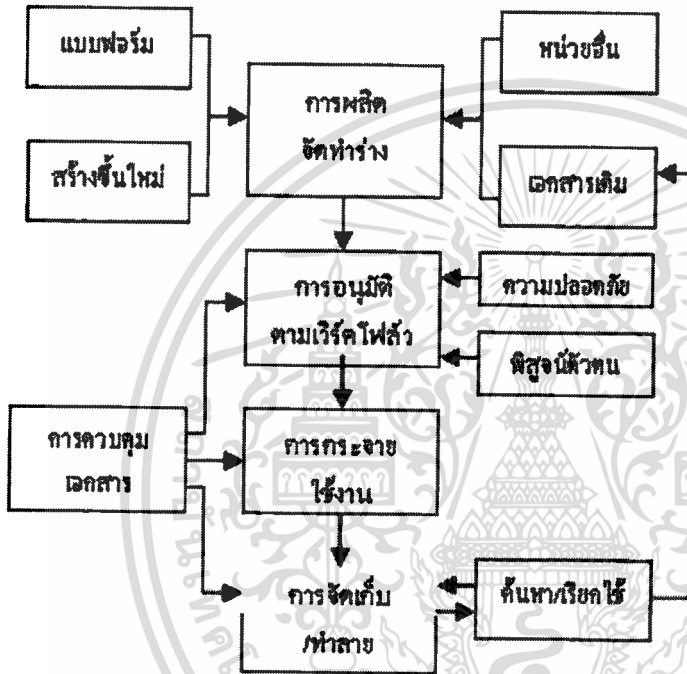 แบบฟอร์ม
หน่วยอื่น
การผลิต
จัดทำร่าง
สร้างขึ้นใหม่
เอกสารเดิม
การอนุมัติ
ตามเวิร์คโฟล์ว
ความปลอดภัย
พิสูจน์ตัวตน
การควบคุม
เอกสาร
การกระจาย
ใช้งาน
การจัดเก็บ
/ทำลาย
ค้นหา/เรียกใช้